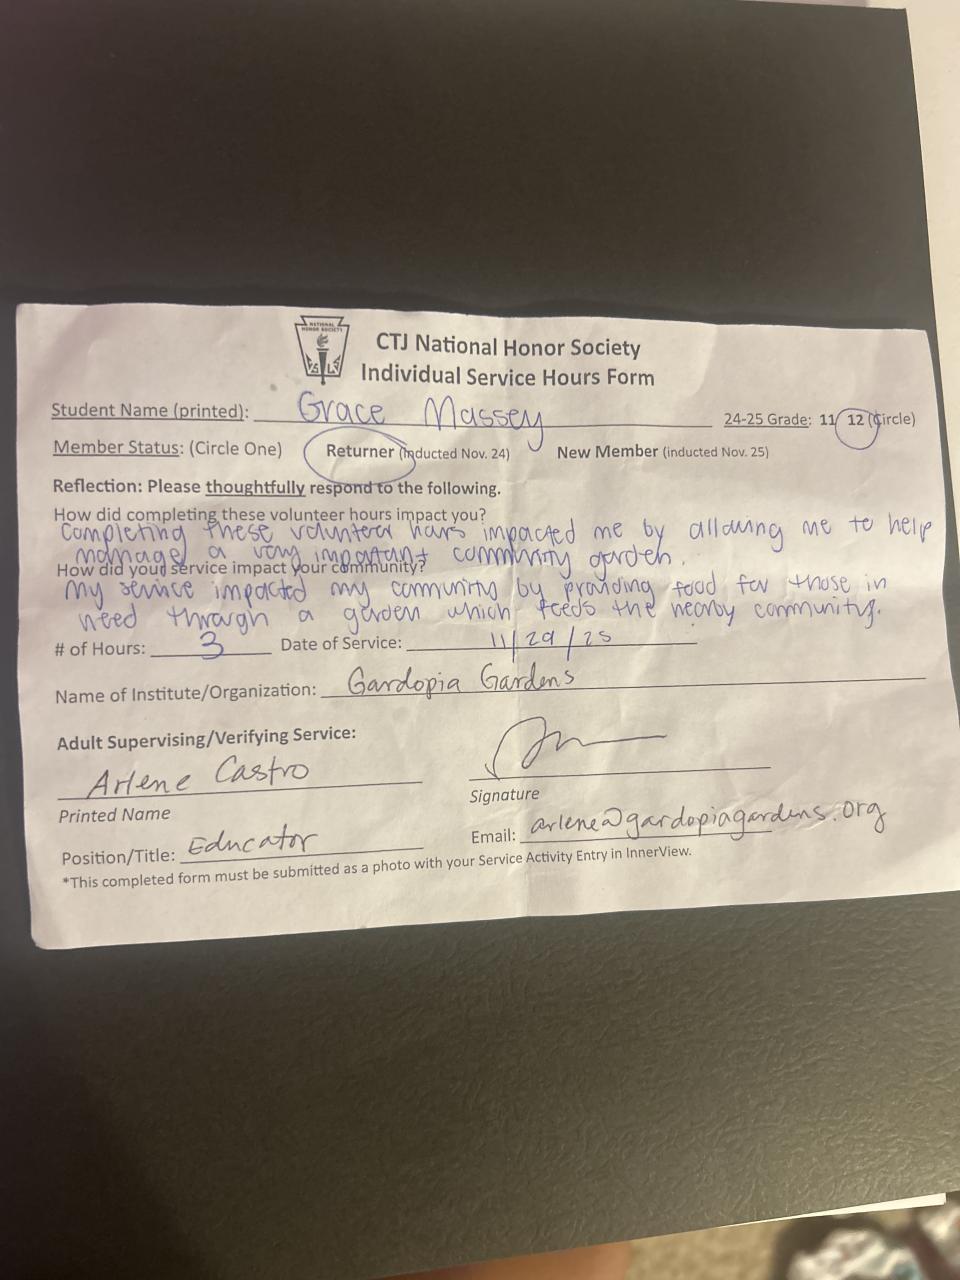 NATIONAL
HONOR SOCIETY
CTJ National Honor Society
Individual Service Hours Form
Student Name (printed): Grace Massey 24-25 Grade: 11/ 12 (Circle)
Member Status: (Circle One) Returner (inducted Nov. 24) New Member (inducted Nov. 25)
Reflection: Please thoughtfully respond to the following.
How did completing these volunteer hours impact you?
Completing these volunteer hours impacted me by allowing me to help
manage a very important community garden.
How did your service impact your community?
My service impacted my community by providing food for those in
need through a garden which feeds the nearby community.
# of Hours: 3 Date of Service: 11/29/25
Name of Institute/Organization: Gardopia Gardens
Adult Supervising/Verifying Service:
Arlene Castro
Printed Name Signature
Position/Title: Educator Email: arlene@gardopiagardens.org
*This completed form must be submitted as a photo with your Service Activity Entry in InnerView.